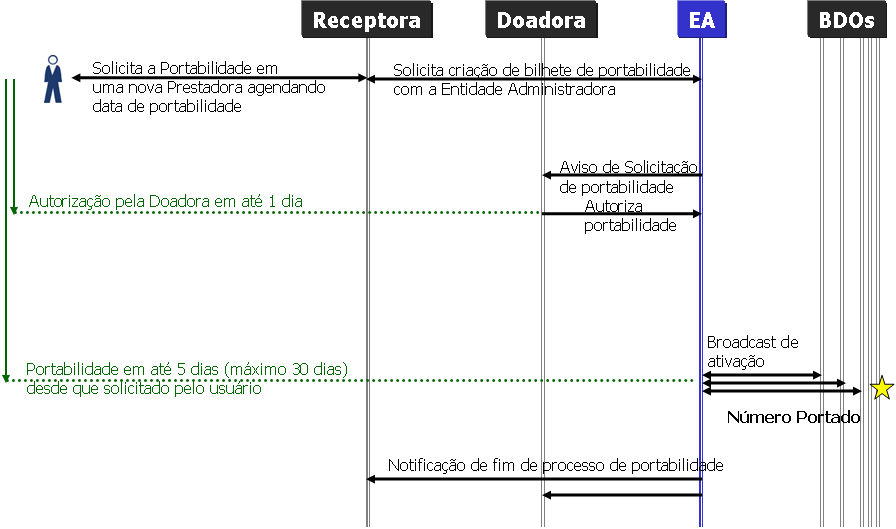 Receptora
Doadora
EA
BDOs
Solicita a Portabilidade em
uma nova Prestadora agendando
data de portabilidade
Solicita criação de bilhete de portabilidade
com a Entidade Administradora
Aviso de Solicitação
de portabilidade
Autorização pela Doadora em até 1 dia
Autoriza
portabilidade
Broadcast de
ativação
Portabilidade em até 5 dias (máximo 30 dias)
desde que solicitado pelo usuário
Número Portado
Notificação de fim de processo de portabilidade